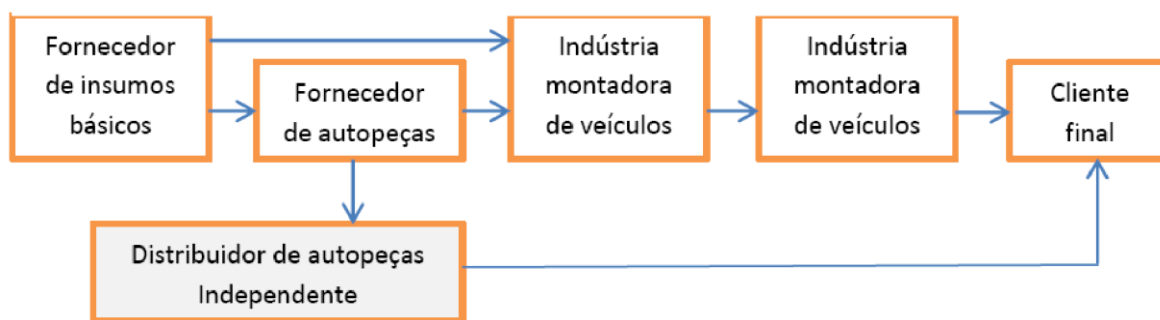 Fornecedor
de insumos
básicos
Fornecedor
de autopeças
Indústria
montadora
de veículos
Indústria
montadora
de veículos
Cliente
final
Distribuidor de autopeças
Independente